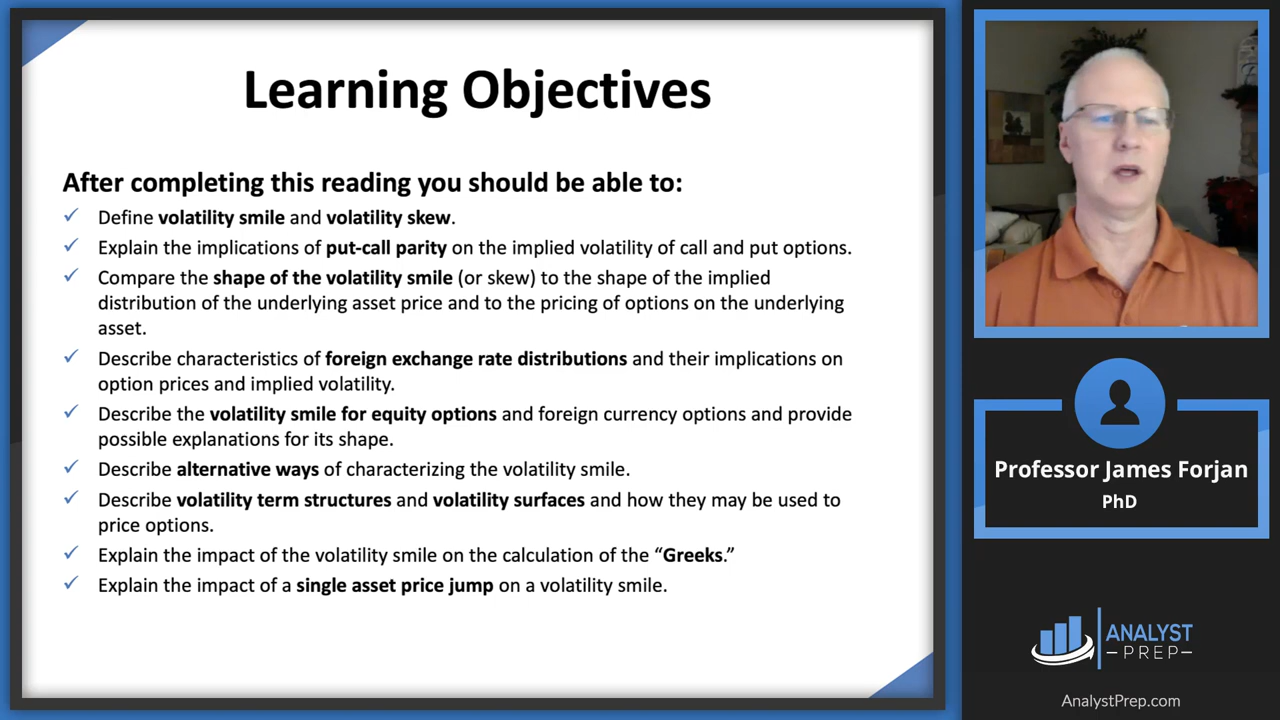 Learning Objectives
After completing this reading you should be able to:
✓ Define volatility smile and volatility skew.
✓ Explain the implications of put-call parity on the implied volatility of call and put options.
✓ Compare the shape of the volatility smile (or skew) to the shape of the implied
distribution of the underlying asset price and to the pricing of options on the underlying
asset.
✓ Describe characteristics of foreign exchange rate distributions and their implications on
option prices and implied volatility.
✓ Describe the volatility smile for equity options and foreign currency options and provide
possible explanations for its shape.
✓ Describe alternative ways of characterizing the volatility smile.
✓ Describe volatility term structures and volatility surfaces and how they may be used to
price options.
✓ Explain the impact of the volatility smile on the calculation of the “Greeks.”
✓ Explain the impact of a single asset price jump on a volatility smile.
Professor James Forjan
PhD
ANALYST
PREP
AnalystPrep.com